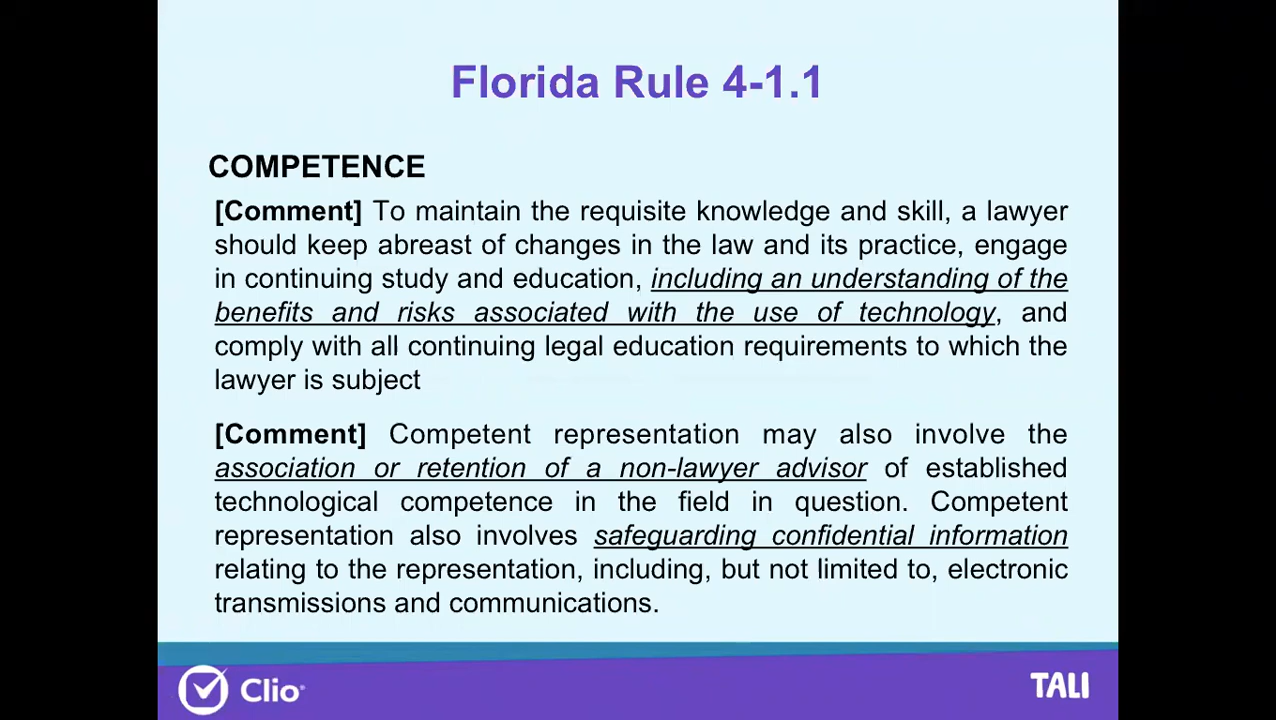 Florida Rule 4-1.1
COMPETENCE
[Comment] To maintain the requisite knowledge and skill, a lawyer
should keep abreast of changes in the law and its practice, engage
in continuing study and education, including an understanding of the
benefits and risks associated with the use of technology, and
comply with all continuing legal education requirements to which the
lawyer is subject
[Comment] Competent representation may also involve the
association or retention of a non-lawyer advisor of established
technological competence in the field in question. Competent
representation also involves safeguarding confidential information
relating to the representation, including, but not limited to, electronic
transmissions and communications.
Clio®
TALI